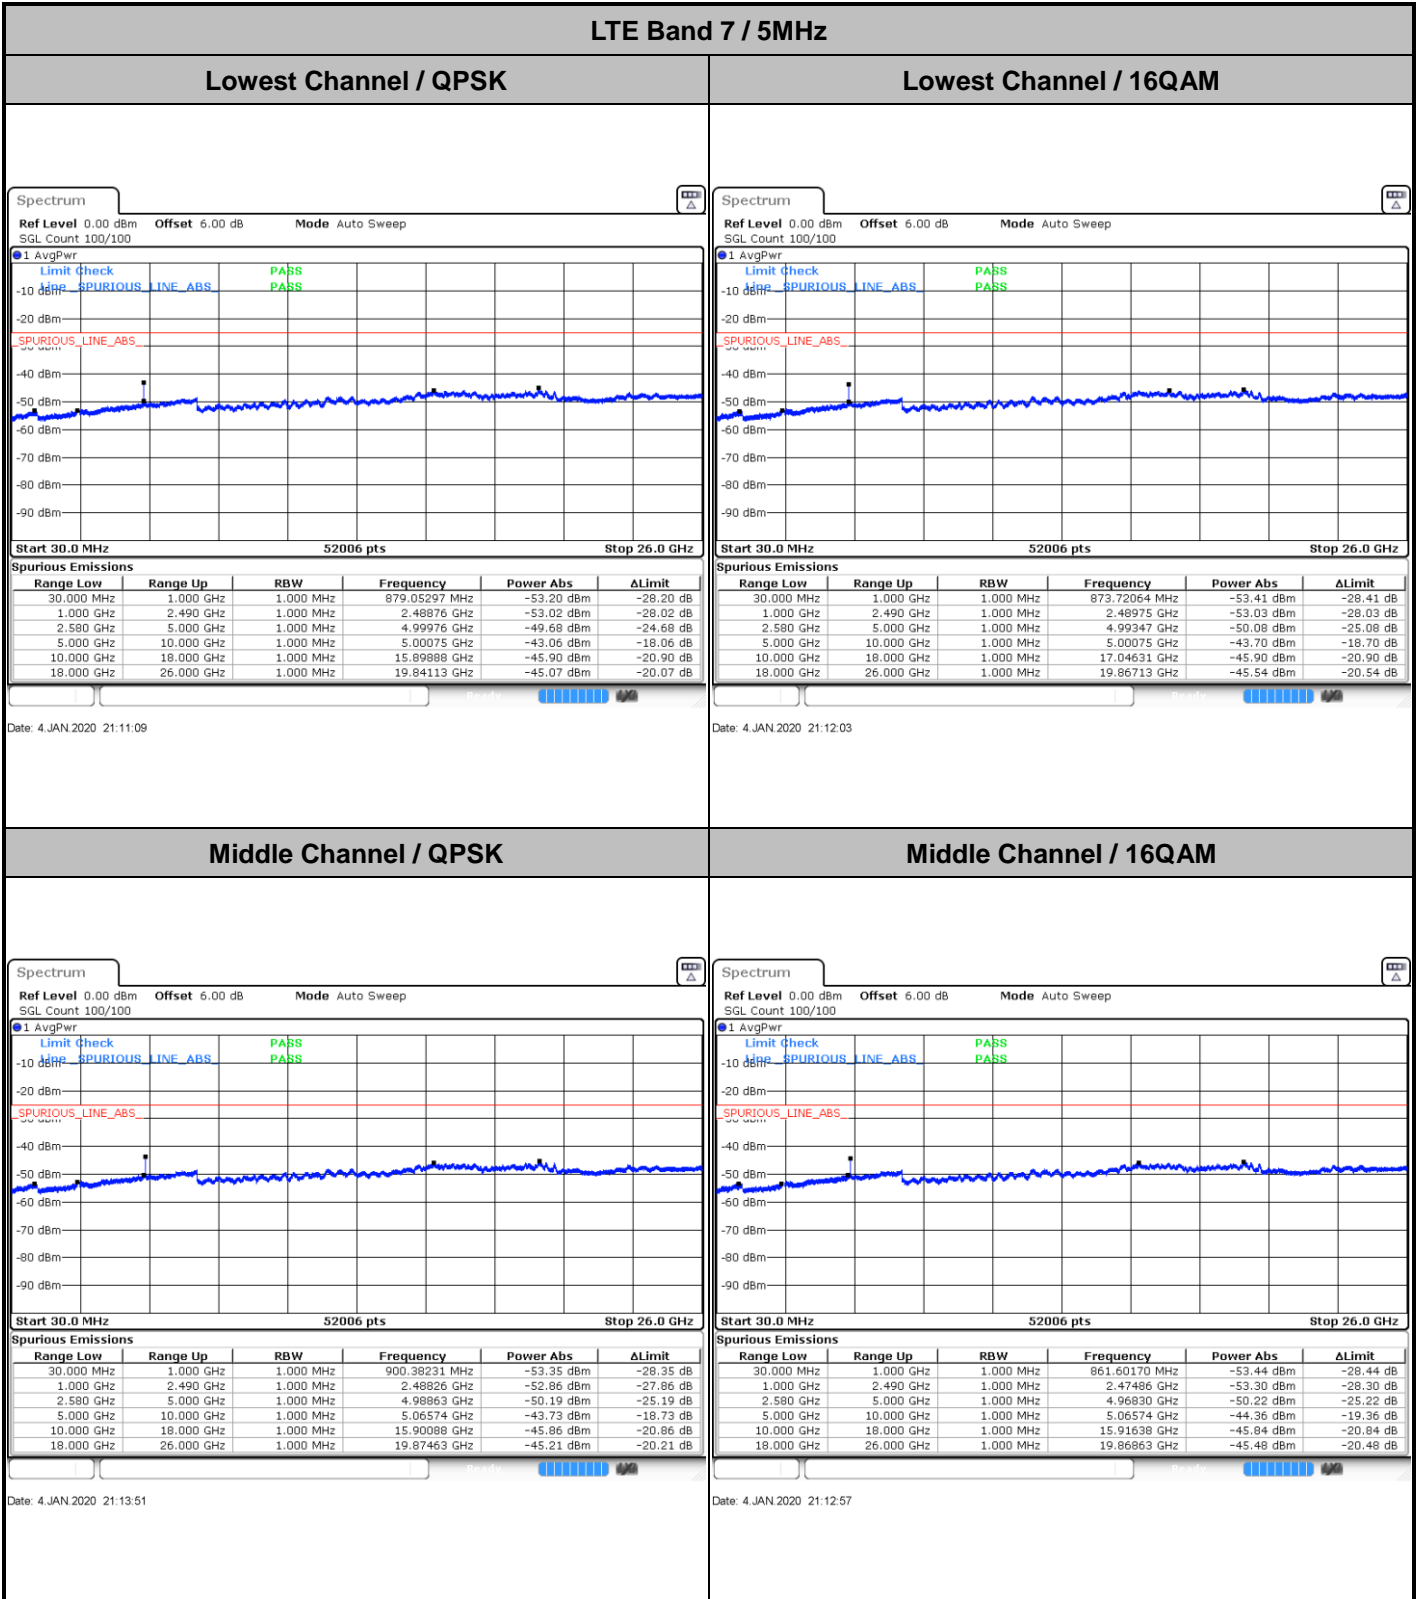 LTE Band 7 / 5MHz
Lowest Channel / QPSK
Lowest Channel / 16QAM
Spectrum
Ref Level 0.00 dBm Offset 6.00 dB Mode Auto Sweep
SGL Count 100/100
1 AvgPwr
Limit Check PASS
-10 dBm Line _SPURIOUS_LINE_ABS_ PASS
-20 dBm
_SPURIOUS_LINE_ABS_
-30 dBm
-40 dBm
-50 dBm
-60 dBm
-70 dBm
-80 dBm
-90 dBm
Start 30.0 MHz 52006 pts Stop 26.0 GHz
Spurious Emissions
Range Low Range Up RBW Frequency Power Abs ΔLimit
30.000 MHz 1.000 GHz 1.000 MHz 879.05297 MHz -53.20 dBm -28.20 dB
1.000 GHz 2.490 GHz 1.000 MHz 2.48876 GHz -53.02 dBm -28.02 dB
2.580 GHz 5.000 GHz 1.000 MHz 4.99976 GHz -49.68 dBm -24.68 dB
5.000 GHz 10.000 GHz 1.000 MHz 5.00075 GHz -43.06 dBm -18.06 dB
10.000 GHz 18.000 GHz 1.000 MHz 15.89888 GHz -45.90 dBm -20.90 dB
18.000 GHz 26.000 GHz 1.000 MHz 19.84113 GHz -45.07 dBm -20.07 dB
Ready
Date: 4.JAN.2020 21:11:09
Spectrum
Ref Level 0.00 dBm Offset 6.00 dB Mode Auto Sweep
SGL Count 100/100
1 AvgPwr
Limit Check PASS
-10 dBm Line _SPURIOUS_LINE_ABS_ PASS
-20 dBm
_SPURIOUS_LINE_ABS_
-30 dBm
-40 dBm
-50 dBm
-60 dBm
-70 dBm
-80 dBm
-90 dBm
Start 30.0 MHz 52006 pts Stop 26.0 GHz
Spurious Emissions
Range Low Range Up RBW Frequency Power Abs ΔLimit
30.000 MHz 1.000 GHz 1.000 MHz 873.72064 MHz -53.41 dBm -28.41 dB
1.000 GHz 2.490 GHz 1.000 MHz 2.48975 GHz -53.03 dBm -28.03 dB
2.580 GHz 5.000 GHz 1.000 MHz 4.99347 GHz -50.08 dBm -25.08 dB
5.000 GHz 10.000 GHz 1.000 MHz 5.00075 GHz -43.70 dBm -18.70 dB
10.000 GHz 18.000 GHz 1.000 MHz 17.04631 GHz -45.90 dBm -20.90 dB
18.000 GHz 26.000 GHz 1.000 MHz 19.86713 GHz -45.54 dBm -20.54 dB
Ready
Date: 4.JAN.2020 21:12:03
Middle Channel / QPSK
Middle Channel / 16QAM
Spectrum
Ref Level 0.00 dBm Offset 6.00 dB Mode Auto Sweep
SGL Count 100/100
1 AvgPwr
Limit Check PASS
-10 dBm Line _SPURIOUS_LINE_ABS_ PASS
-20 dBm
_SPURIOUS_LINE_ABS_
-30 dBm
-40 dBm
-50 dBm
-60 dBm
-70 dBm
-80 dBm
-90 dBm
Start 30.0 MHz 52006 pts Stop 26.0 GHz
Spurious Emissions
Range Low Range Up RBW Frequency Power Abs ΔLimit
30.000 MHz 1.000 GHz 1.000 MHz 900.38231 MHz -53.35 dBm -28.35 dB
1.000 GHz 2.490 GHz 1.000 MHz 2.48826 GHz -52.86 dBm -27.86 dB
2.580 GHz 5.000 GHz 1.000 MHz 4.98863 GHz -50.19 dBm -25.19 dB
5.000 GHz 10.000 GHz 1.000 MHz 5.06574 GHz -43.73 dBm -18.73 dB
10.000 GHz 18.000 GHz 1.000 MHz 15.90088 GHz -45.86 dBm -20.86 dB
18.000 GHz 26.000 GHz 1.000 MHz 19.87463 GHz -45.21 dBm -20.21 dB
Ready
Date: 4.JAN.2020 21:13:51
Spectrum
Ref Level 0.00 dBm Offset 6.00 dB Mode Auto Sweep
SGL Count 100/100
1 AvgPwr
Limit Check PASS
-10 dBm Line _SPURIOUS_LINE_ABS_ PASS
-20 dBm
_SPURIOUS_LINE_ABS_
-30 dBm
-40 dBm
-50 dBm
-60 dBm
-70 dBm
-80 dBm
-90 dBm
Start 30.0 MHz 52006 pts Stop 26.0 GHz
Spurious Emissions
Range Low Range Up RBW Frequency Power Abs ΔLimit
30.000 MHz 1.000 GHz 1.000 MHz 861.60170 MHz -53.44 dBm -28.44 dB
1.000 GHz 2.490 GHz 1.000 MHz 2.47486 GHz -53.30 dBm -28.30 dB
2.580 GHz 5.000 GHz 1.000 MHz 4.96830 GHz -50.22 dBm -25.22 dB
5.000 GHz 10.000 GHz 1.000 MHz 5.06574 GHz -44.36 dBm -19.36 dB
10.000 GHz 18.000 GHz 1.000 MHz 15.91638 GHz -45.84 dBm -20.84 dB
18.000 GHz 26.000 GHz 1.000 MHz 19.86863 GHz -45.48 dBm -20.48 dB
Ready
Date: 4.JAN.2020 21:12:57